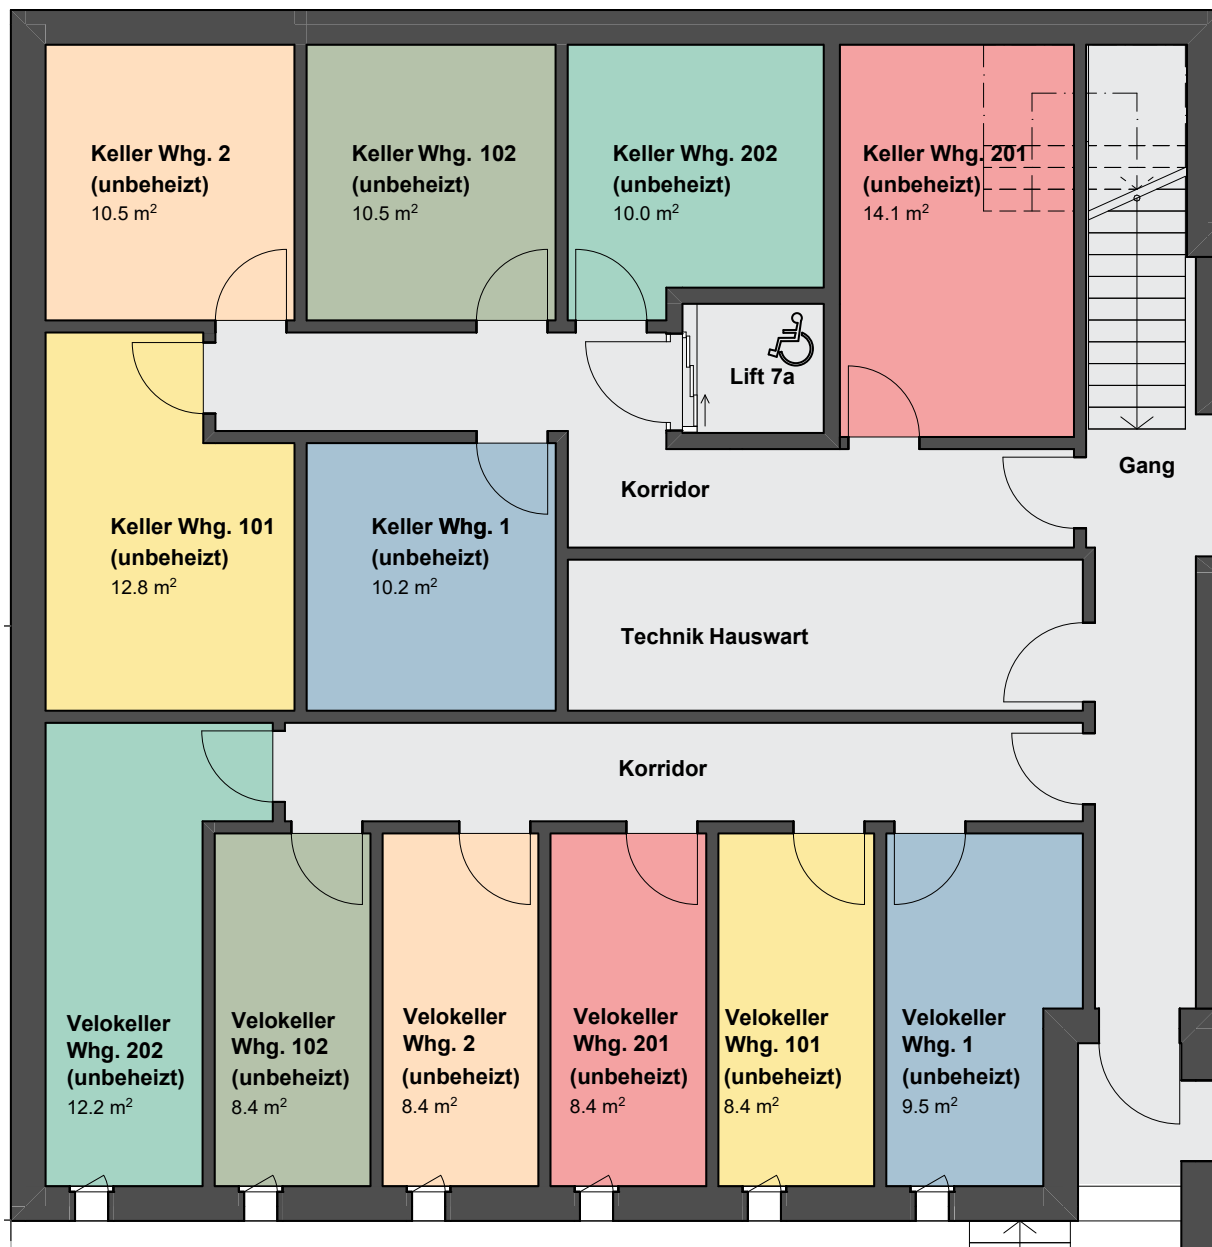 Keller Whg. 2
(unbeheizt)
10.5 m²
Keller Whg. 102
(unbeheizt)
10.5 m²
Keller Whg. 202
(unbeheizt)
10.0 m²
Keller Whg. 201
(unbeheizt)
14.1 m²
Lift 7a
Gang
Korridor
Keller Whg. 101
(unbeheizt)
12.8 m²
Keller Whg. 1
(unbeheizt)
10.2 m²
Technik Hauswart
Korridor
Velokeller
Whg. 202
(unbeheizt)
12.2 m²
Velokeller
Whg. 102
(unbeheizt)
8.4 m²
Velokeller
Whg. 2
(unbeheizt)
8.4 m²
Velokeller
Whg. 201
(unbeheizt)
8.4 m²
Velokeller
Whg. 101
(unbeheizt)
8.4 m²
Velokeller
Whg. 1
(unbeheizt)
9.5 m²